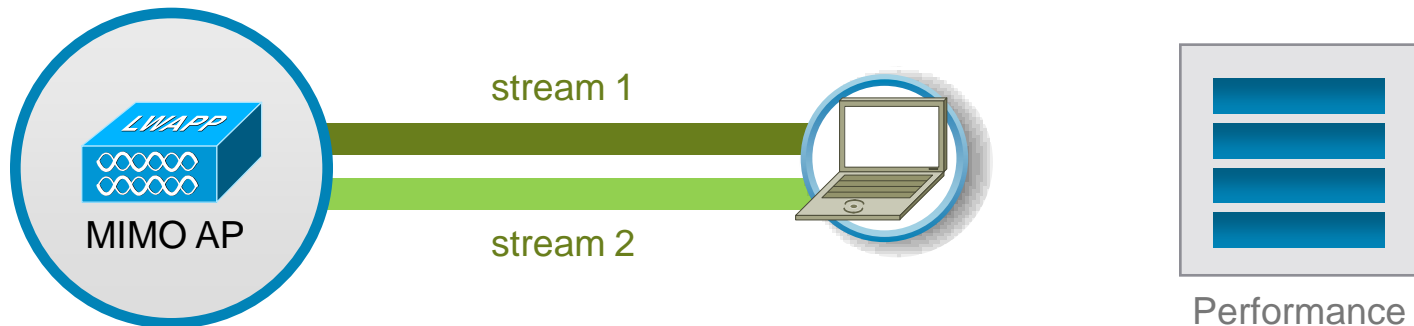 stream 1
LWAPP
MIMO AP
stream 2
Performance